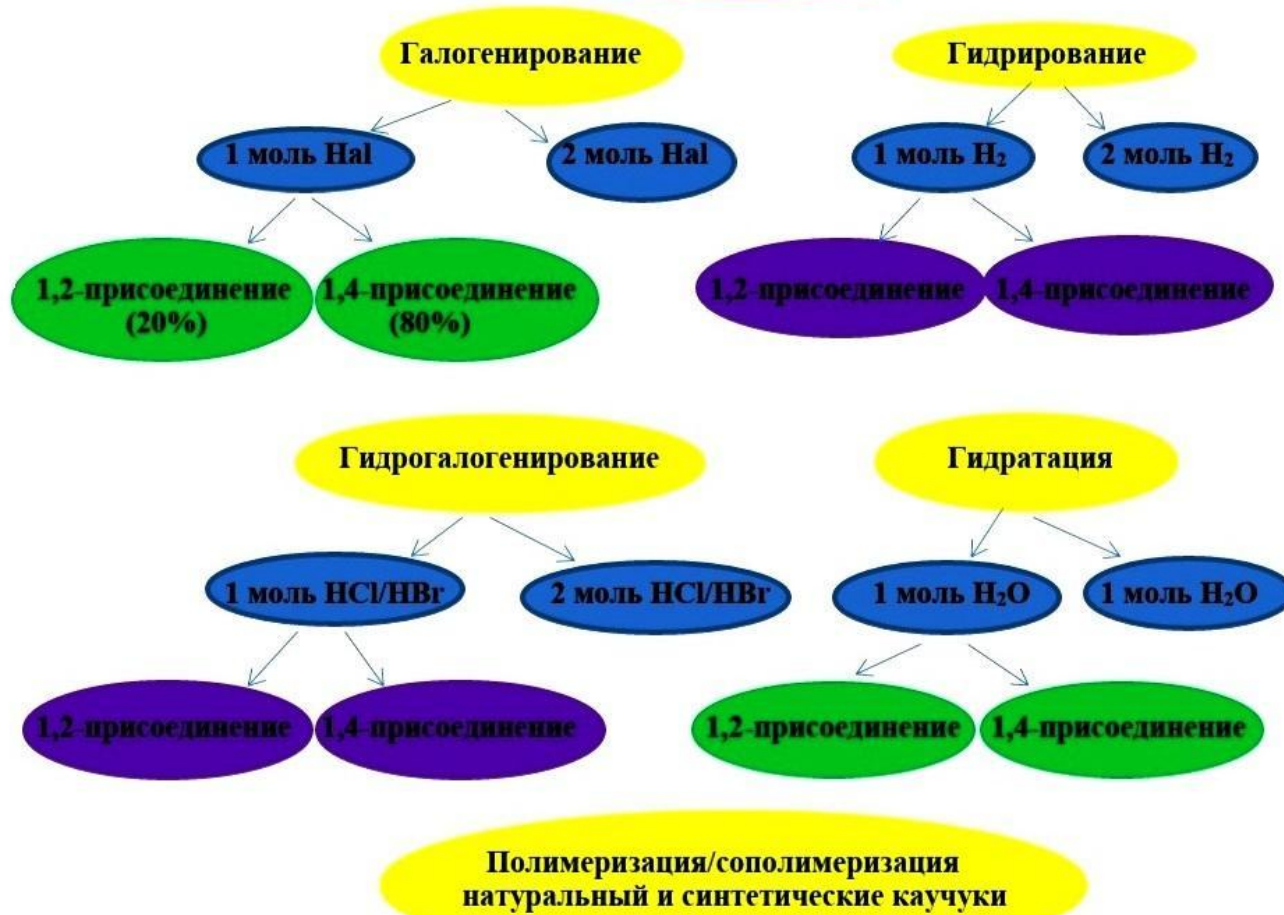 Галогенирование
Гидрирование
1 моль Hal
2 моль Hal
1 моль H₂
2 моль H₂
1,2-присоединение
(20%)
1,4-присоединение
(80%)
1,2-присоединение
1,4-присоединение
Гидрогалогенирование
Гидратация
1 моль HCl/HBr
2 моль HCl/HBr
1 моль H₂O
1 моль H₂O
1,2-присоединение
1,4-присоединение
1,2-присоединение
1,4-присоединение
Полимеризация/сополимеризация
натуральный и синтетические каучуки